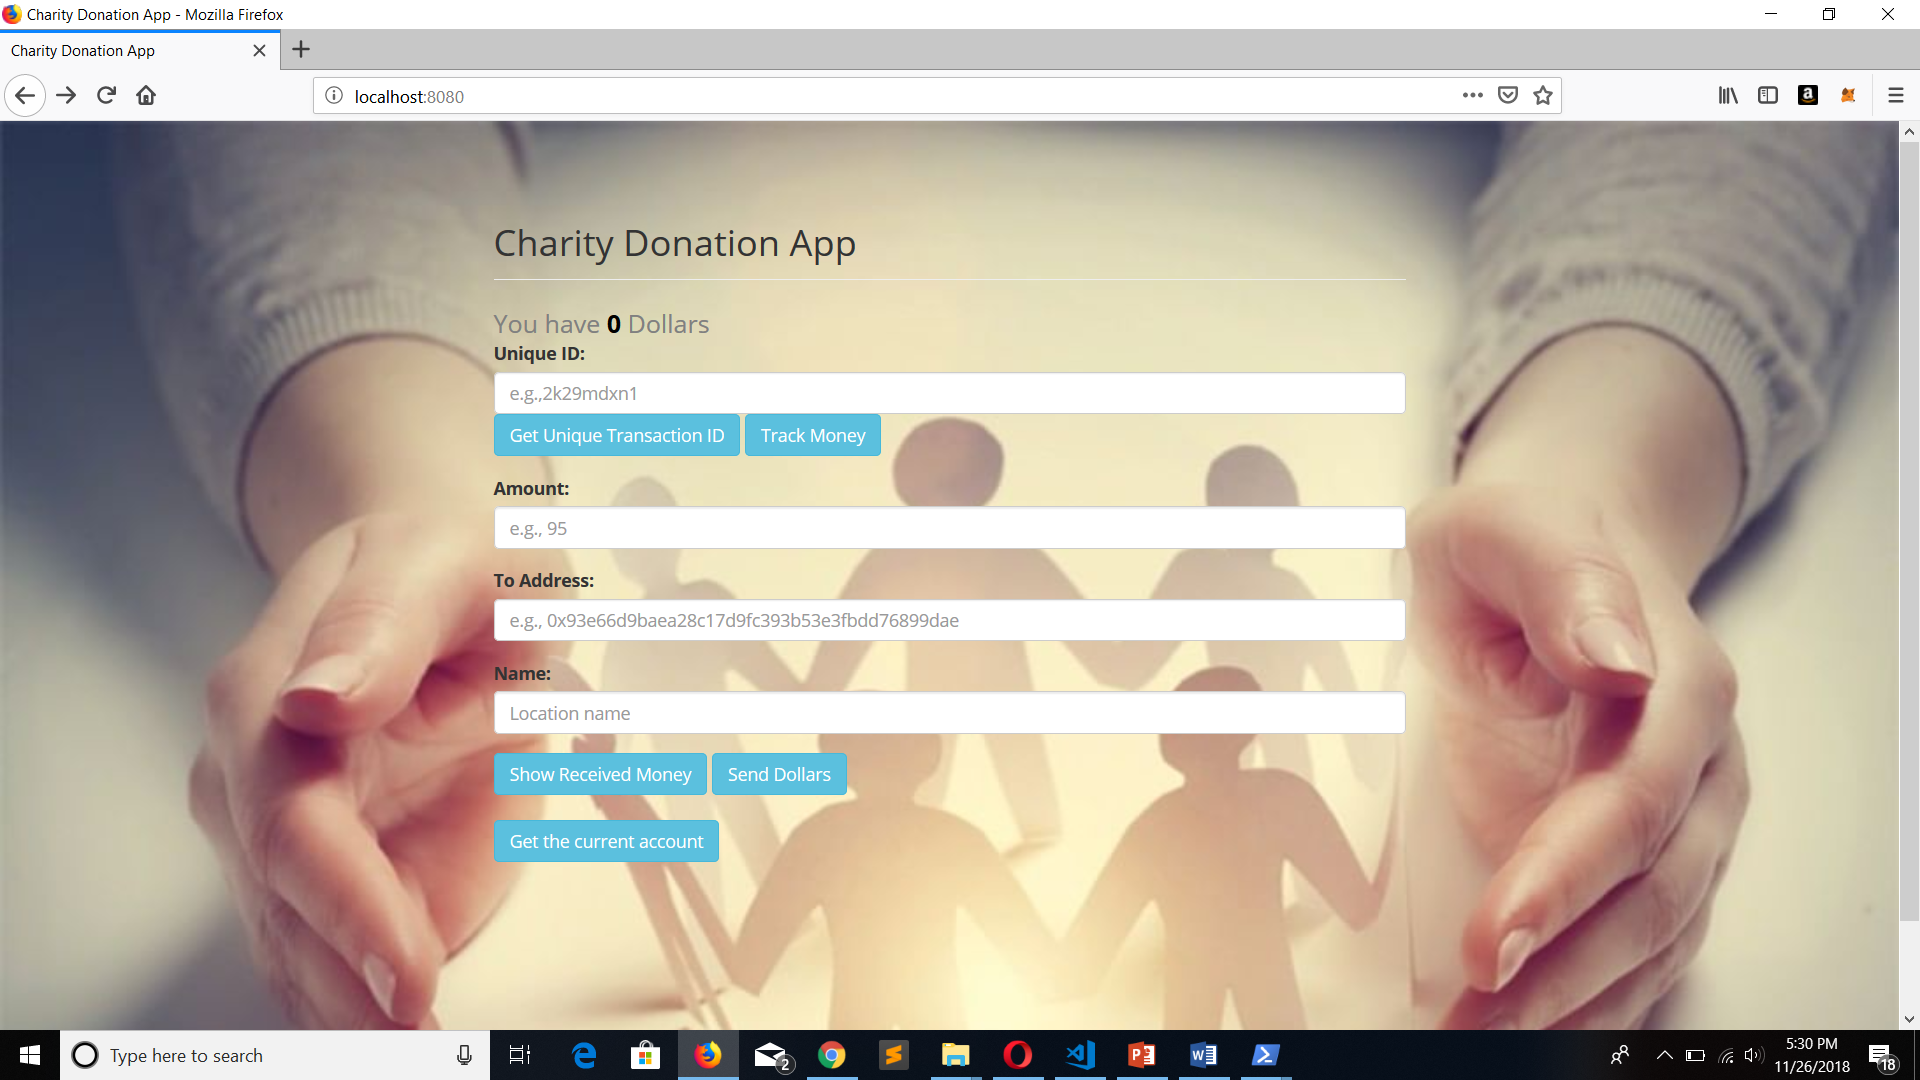 Charity Donation App - Mozilla Firefox
Charity Donation App
localhost:8080
Charity Donation App
You have 0 Dollars
Unique ID:
e.g.,2k29mdxn1
Get Unique Transaction ID Track Money
Amount:
e.g., 95
To Address:
e.g., 0x93e66d9baea28c17d9fc393b53e3fbdd76899dae
Name:
Location name
Show Received Money Send Dollars
Get the current account
Type here to search
2
5:30 PM
11/26/2018
18